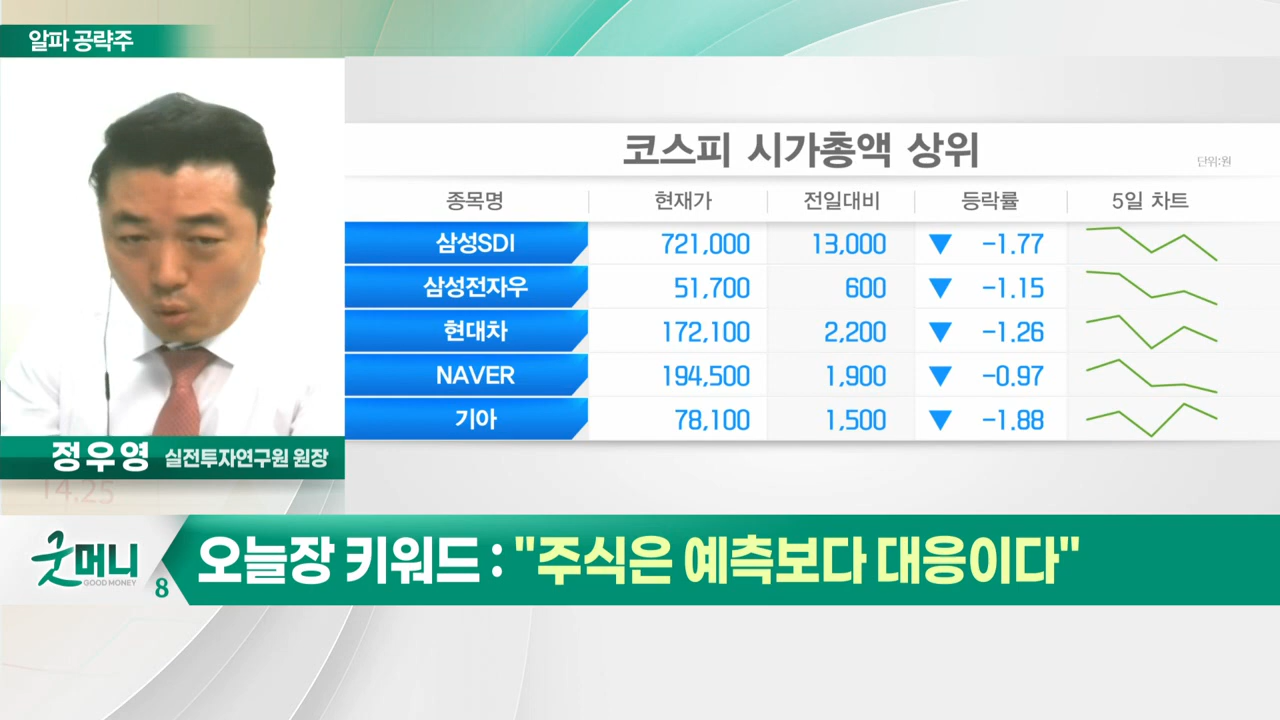 알파 공략주
코스피 시가총액 상위
단위:원
종목명 현재가 전일대비 등락률 5일 차트
삼성SDI 721,000 13,000 ▼ -1.77
삼성전자우 51,700 600 ▼ -1.15
현대차 172,100 2,200 ▼ -1.26
NAVER 194,500 1,900 ▼ -0.97
기아 78,100 1,500 ▼ -1.88
정우영 실전투자연구원 원장
14.25
굿머니
GOOD MONEY
8
오늘장 키워드 : "주식은 예측보다 대응이다"